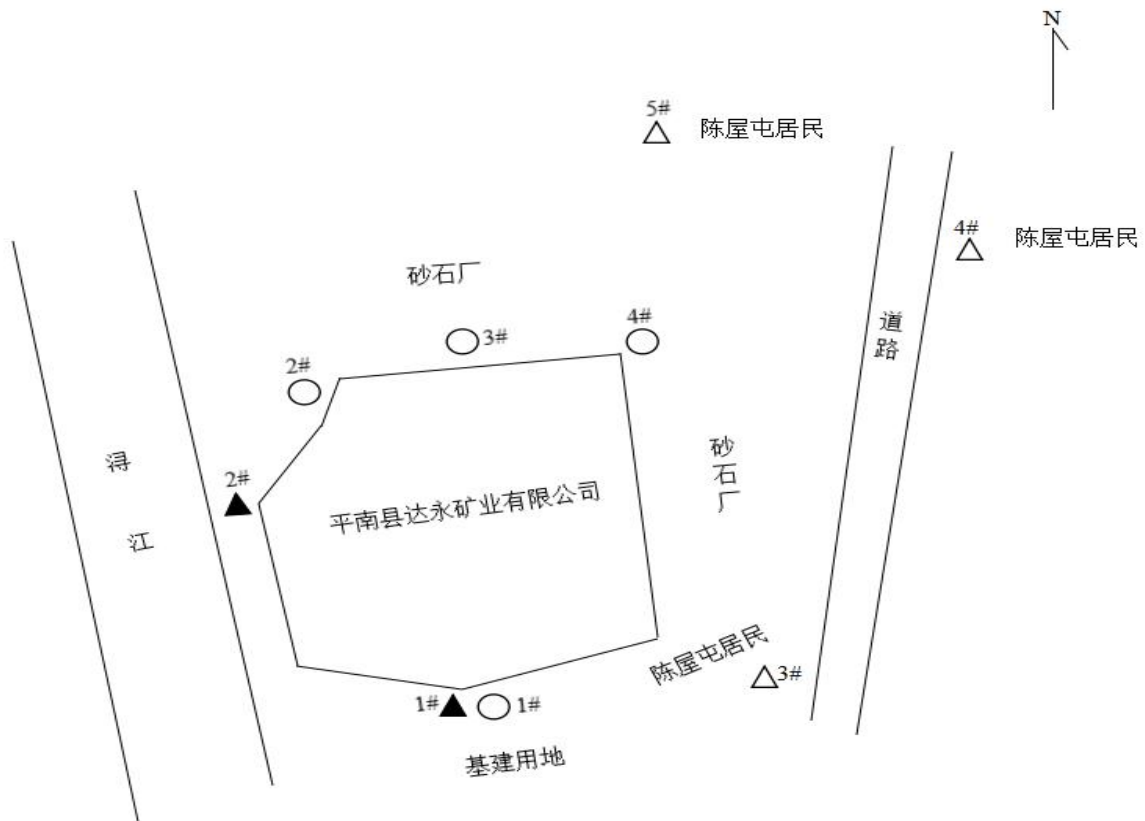 N
5#
陈屋屯居民
4#
陈屋屯居民
砂石厂
3#
4#
道路
2#
浔江
2#
平南县达永矿业有限公司
砂石厂
陈屋屯居民
3#
1#
1#
基建用地